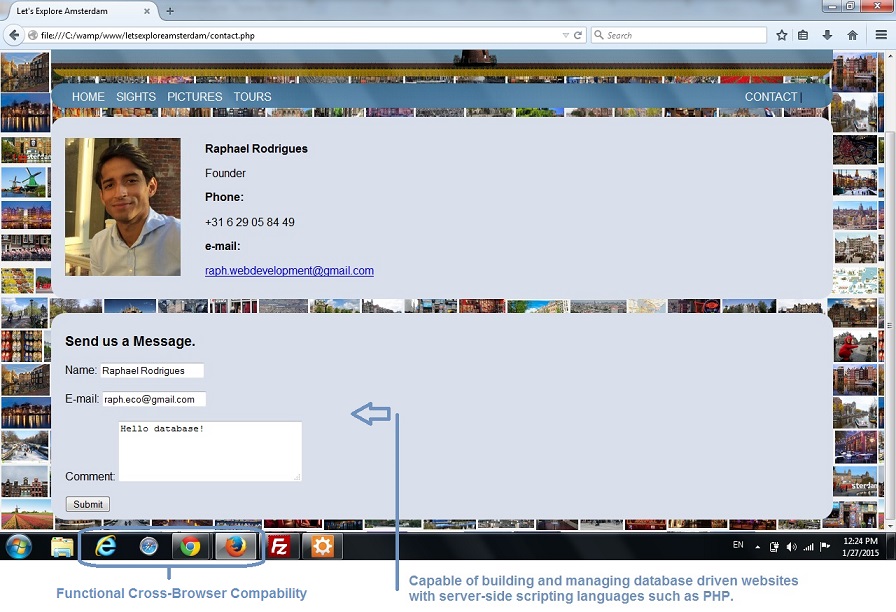 Let's Explore Amsterdam
file:///C:/wamp/www/letsexploreamsterdam/contact.php
Search
HOME SIGHTS PICTURES TOURS CONTACT |
Raphael Rodrigues
Founder
Phone:
+31 6 29 05 84 49
e-mail:
raph.webdevelopment@gmail.com
Send us a Message.
Name: Raphael Rodrigues
E-mail: raph.eco@gmail.com
Hello database!
Comment:
Submit
EN
12:24 PM
1/27/2015
Functional Cross-Browser Compability
Capable of building and managing database driven websites
with server-side scripting languages such as PHP.